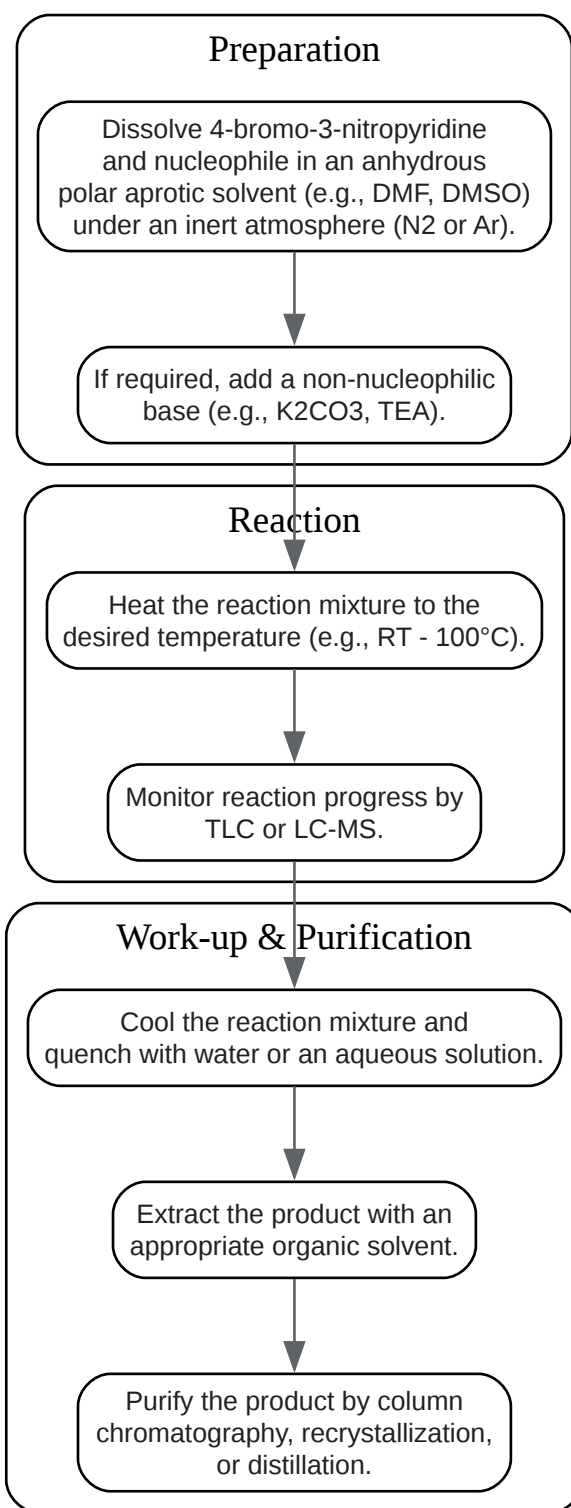 Preparation
Dissolve 4-bromo-3-nitropyridine
and nucleophile in an anhydrous
polar aprotic solvent (e.g., DMF, DMSO)
under an inert atmosphere (N2 or Ar).
If required, add a non-nucleophilic
base (e.g., K2CO3, TEA).
Reaction
Heat the reaction mixture to the
desired temperature (e.g., RT - 100°C).
Monitor reaction progress by
TLC or LC-MS.
Work-up & Purification
Cool the reaction mixture and
quench with water or an aqueous solution.
Extract the product with an
appropriate organic solvent.
Purify the product by column
chromatography, recrystallization,
or distillation.